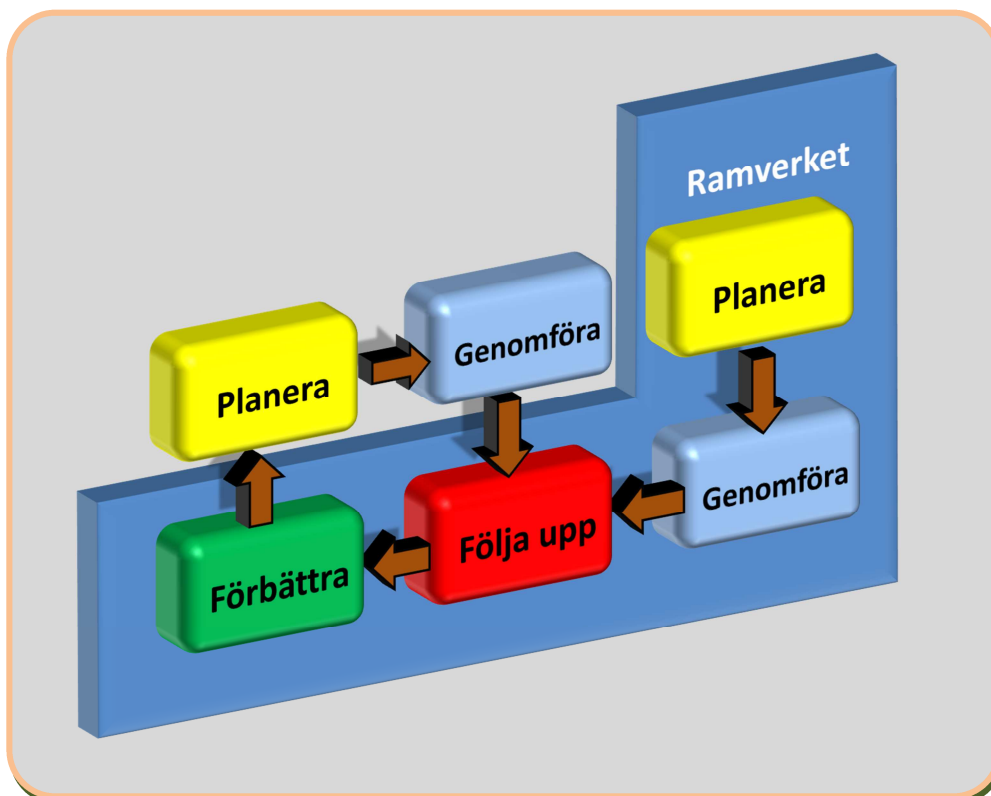 Ramverket
Planera
Genomföra
Planera
Genomföra
Följa upp
Förbättra